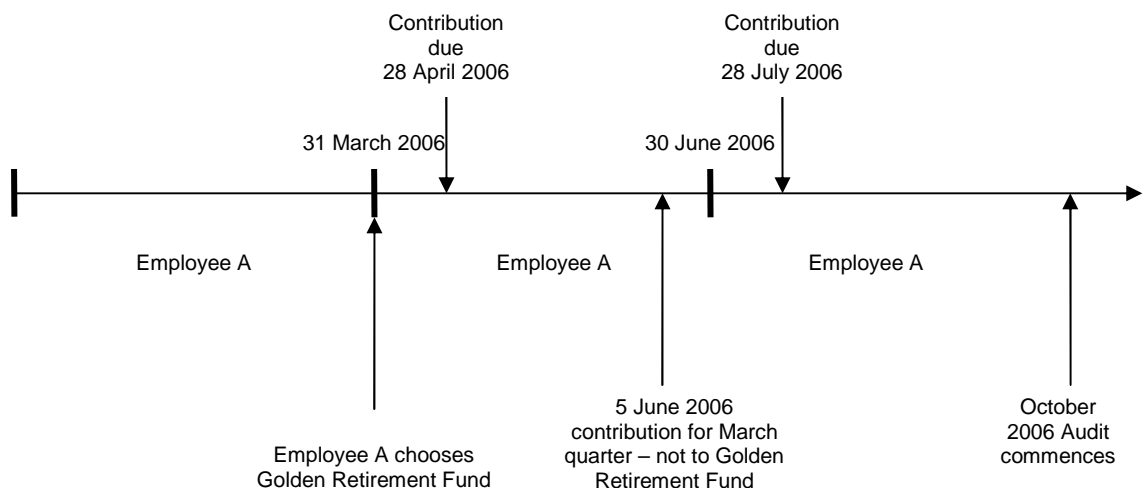 Contribution
due
28 April 2006
Contribution
due
28 July 2006
31 March 2006
30 June 2006
Employee A
Employee A
Employee A
Employee A chooses
Golden Retirement Fund
5 June 2006
contribution for March
quarter – not to Golden
Retirement Fund
October
2006 Audit
commences